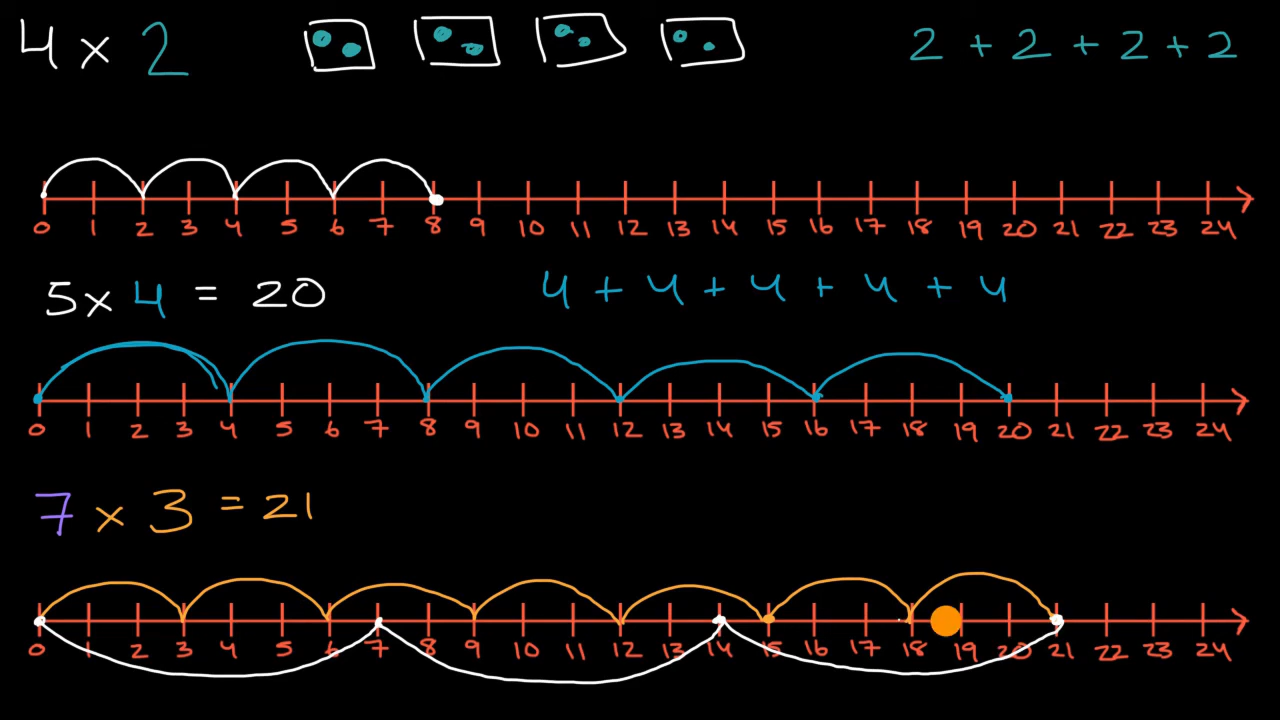 4 x 2 2 + 2 + 2 + 2
0 1 2 3 4 5 6 7 8 9 10 11 12 13 14 15 16 17 18 19 20 21 22 23 24
5 x 4 = 20 4 + 4 + 4 + 4 + 4
0 1 2 3 4 5 6 7 8 9 10 11 12 13 14 15 16 17 18 19 20 21 22 23 24
7 x 3 = 21
0 1 2 3 4 5 6 7 8 9 10 11 12 13 14 15 16 17 18 19 20 21 22 23 24